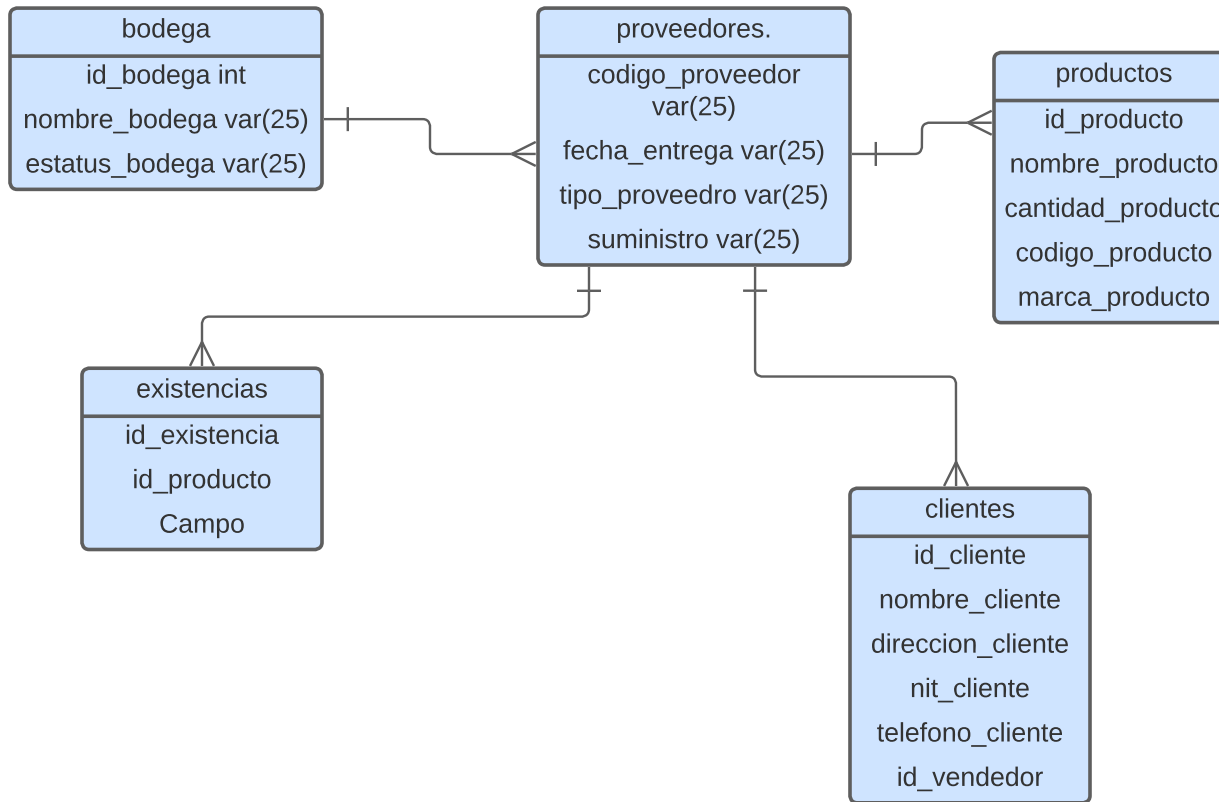 bodega
id_bodega int
nombre_bodega var(25)
estatus_bodega var(25)
proveedores.
codigo_proveedor
var(25)
fecha_entrega var(25)
tipo_proveedro var(25)
suministro var(25)
productos
id_producto
nombre_producto
cantidad_producto
codigo_producto
marca_producto
existencias
id_existencia
id_producto
Campo
clientes
id_cliente
nombre_cliente
direccion_cliente
nit_cliente
telefono_cliente
id_vendedor